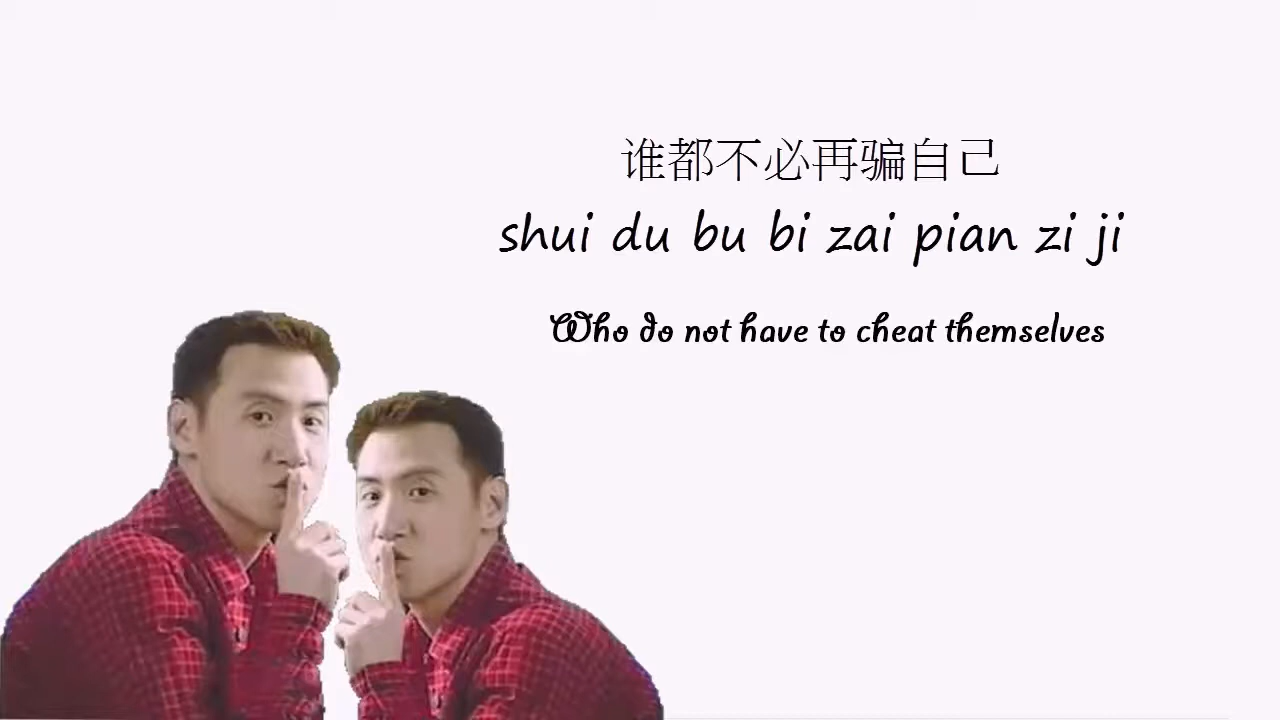 谁都不必再骗自己
shui du bu bi zai pian zi ji
Who do not have to cheat themselves